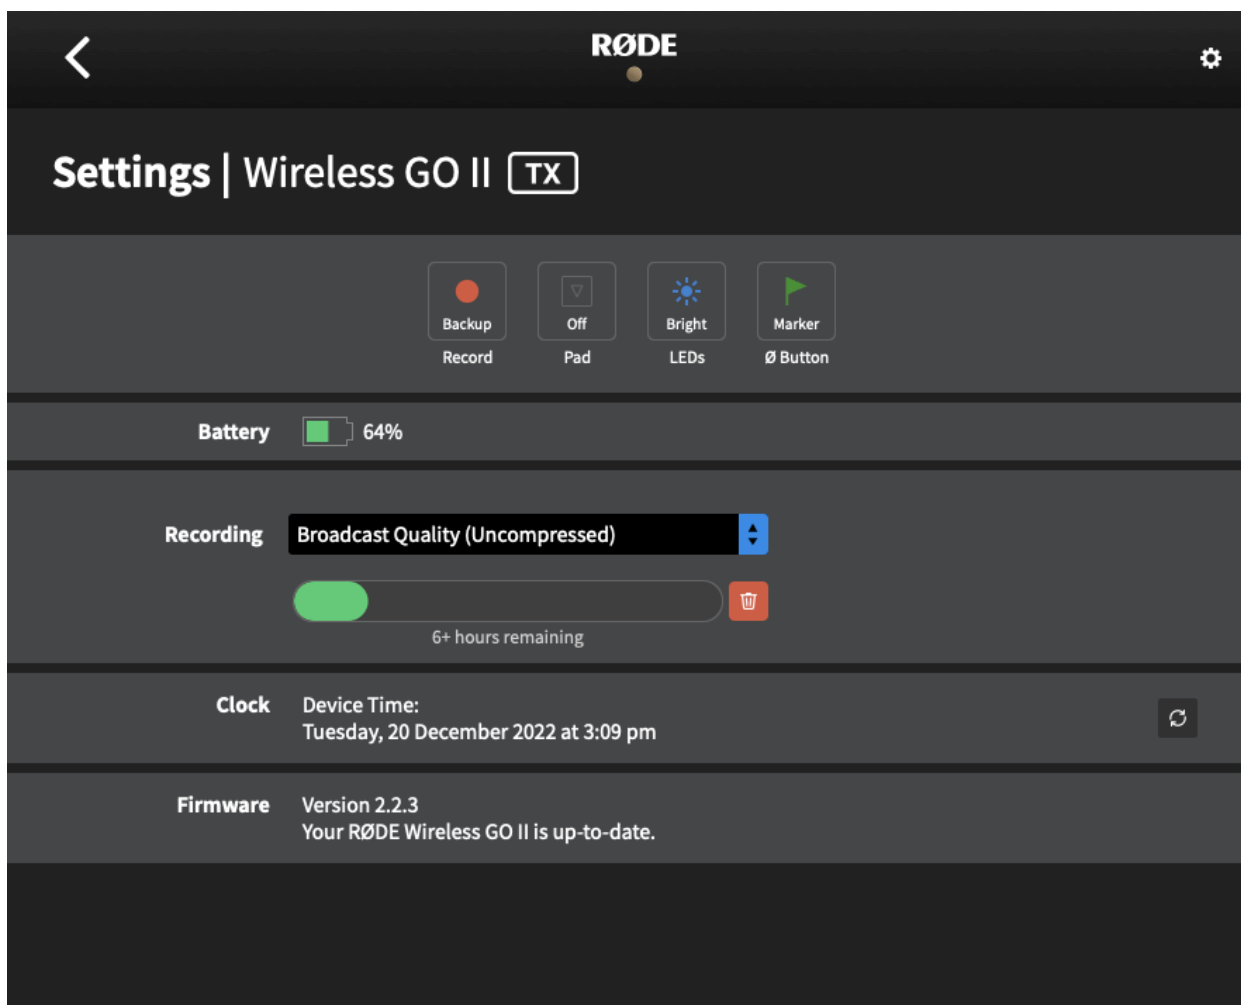 RØDE
Settings | Wireless GO II TX
Backup Off Bright Marker
Record Pad LEDs Ø Button
Battery 64%
Recording Broadcast Quality (Uncompressed)
6+ hours remaining
Clock Device Time:
Tuesday, 20 December 2022 at 3:09 pm
Firmware Version 2.2.3
Your RØDE Wireless GO II is up-to-date.